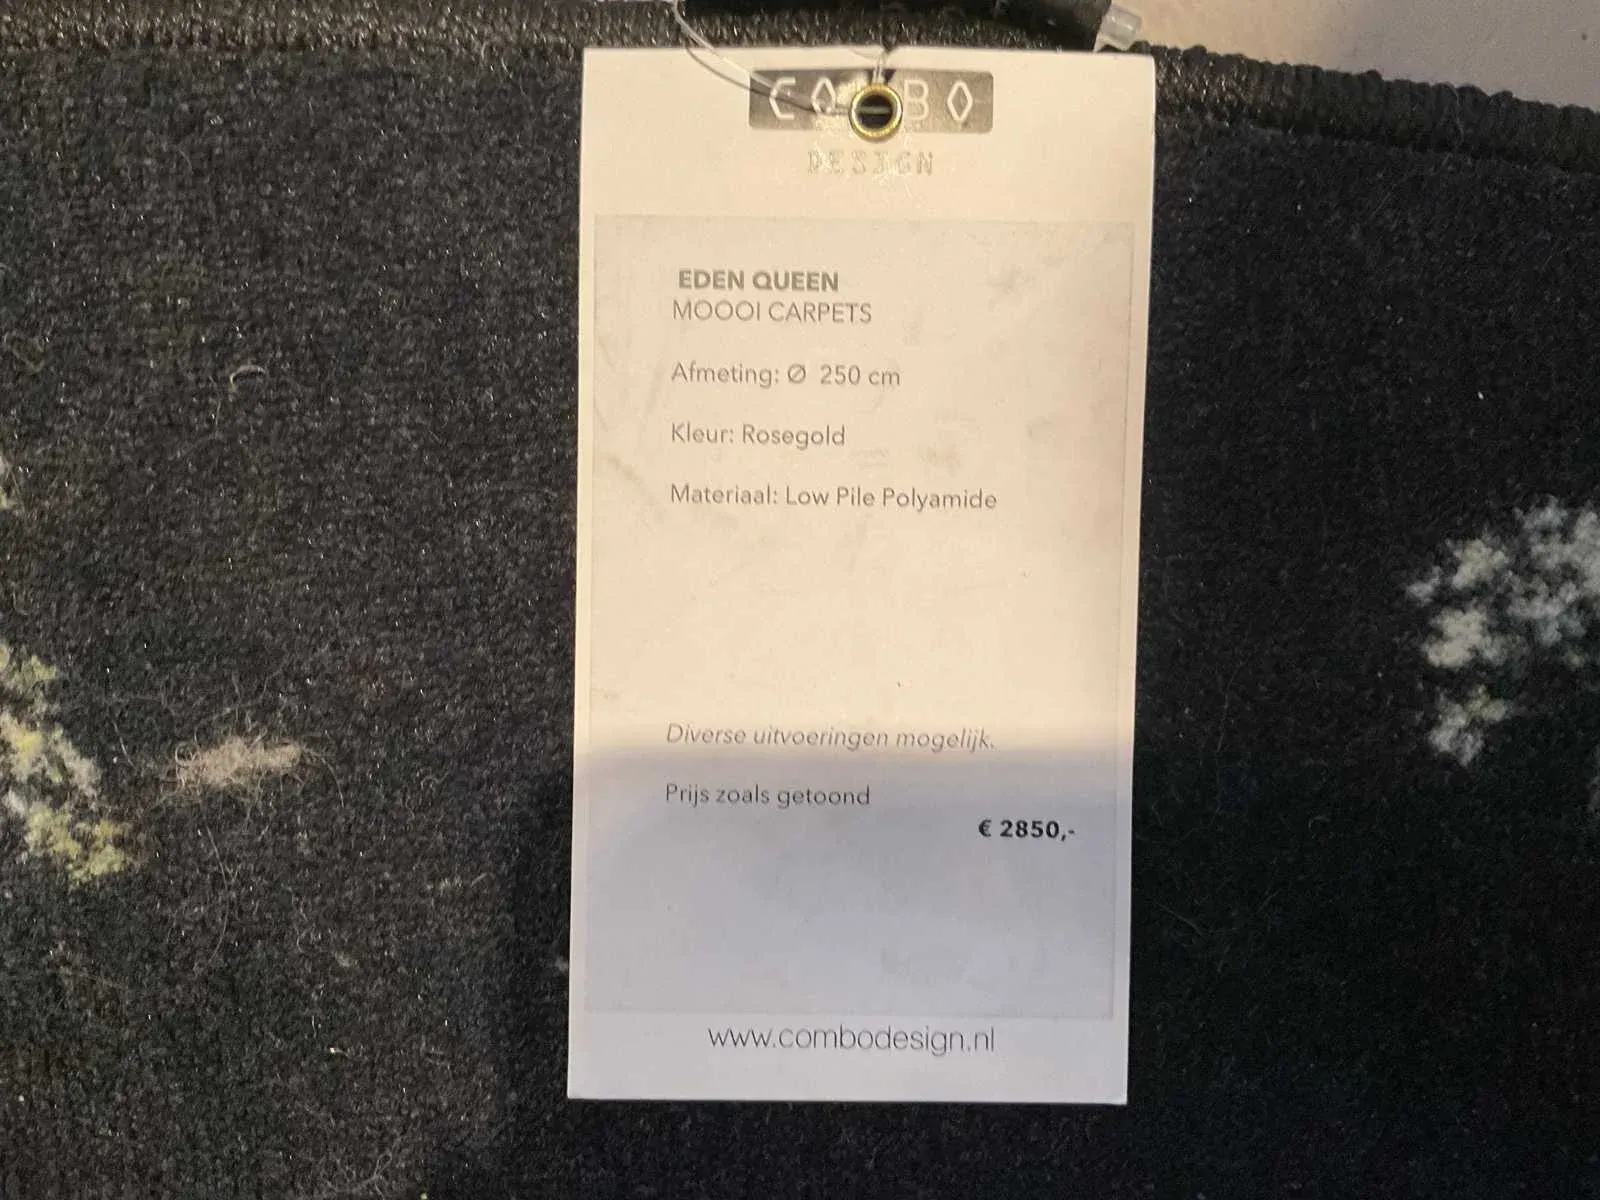 COMBO
DESIGN
EDEN QUEEN
MOOOI CARPETS
Afmeting: Ø 250 cm
Kleur: Rosegold
Materiaal: Low Pile Polyamide
Diverse uitvoeringen mogelijk.
Prijs zoals getoond
€ 2850,-
www.combodesign.nl